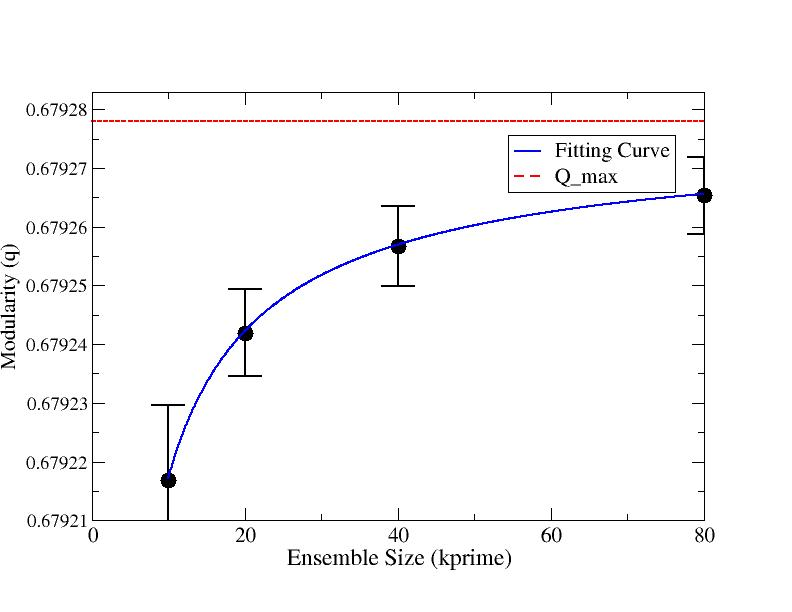 0.67928
0.67927
0.67926
0.67925
0.67924
0.67923
0.67922
0.67921
Modularity (q)
Fitting Curve
Q_max
0 20 40 60 80
Ensemble Size (kprime)